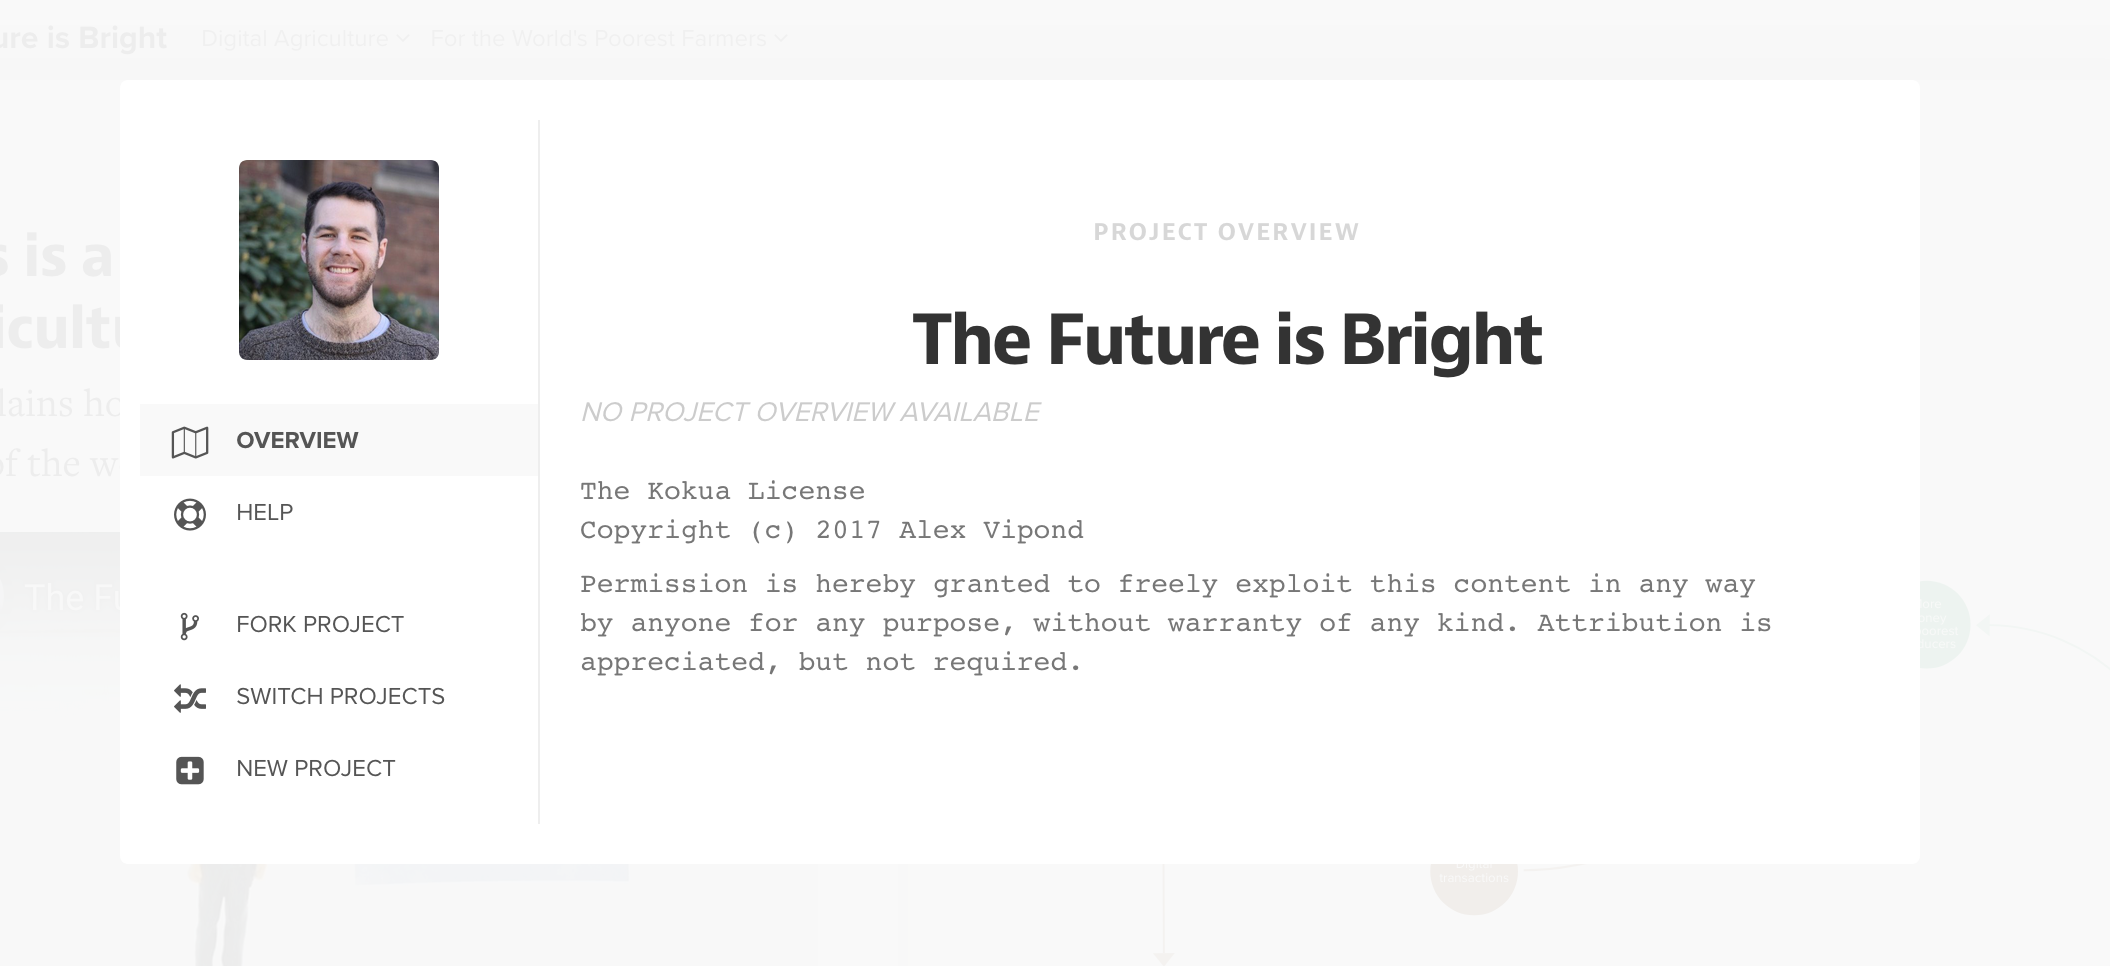 ure is Bright
Digital Agriculture
For the World's Poorest Farmers
s is a
icultu
lains ho
of the w
The Fu
OVERVIEW
HELP
FORK PROJECT
SWITCH PROJECTS
NEW PROJECT
PROJECT OVERVIEW
The Future is Bright
NO PROJECT OVERVIEW AVAILABLE
The Kokua License
Copyright (c) 2017 Alex Vipond
Permission is hereby granted to freely exploit this content in any way
by anyone for any purpose, without warranty of any kind. Attribution is
appreciated, but not required.
transactions